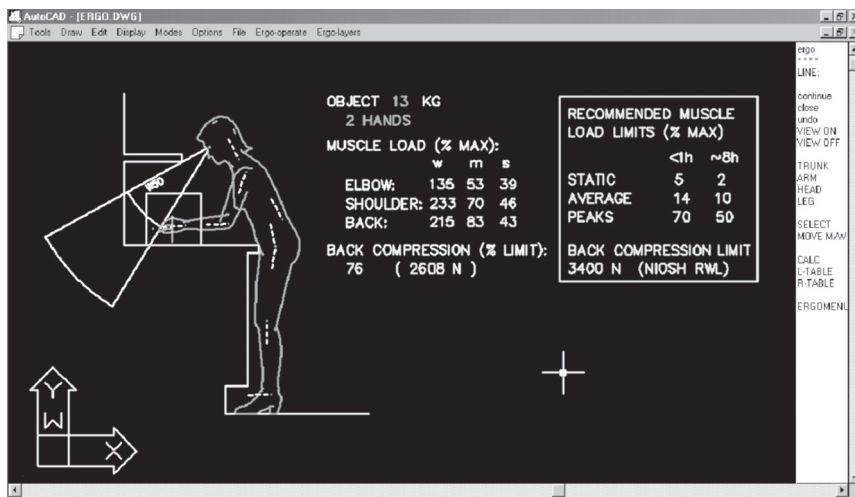 AutoCAD - [ERGO.DWG]
Tools Draw Edit Display Modes Options File Ergo-operate Ergo-layers
OBJECT 13 KG
2 HANDS
MUSCLE LOAD (% MAX):
w m s
ELBOW: 135 53 39
SHOULDER: 233 70 46
BACK: 215 83 43
BACK COMPRESSION (% LIMIT):
76 ( 2608 N )
RECOMMENDED MUSCLE
LOAD LIMITS (% MAX)
<1h ~8h
STATIC 5 2
AVERAGE 14 10
PEAKS 70 50
BACK COMPRESSION LIMIT
3400 N (NIOSH RWL)
Y
W
X
ergo
****
LINE:
continue
close
undo
VIEW ON
VIEW OFF
TRUNK
ARM
HEAD
LEG
SELECT
MOVE M/W
CALC
L-TABLE
R-TABLE
ERGOMENU